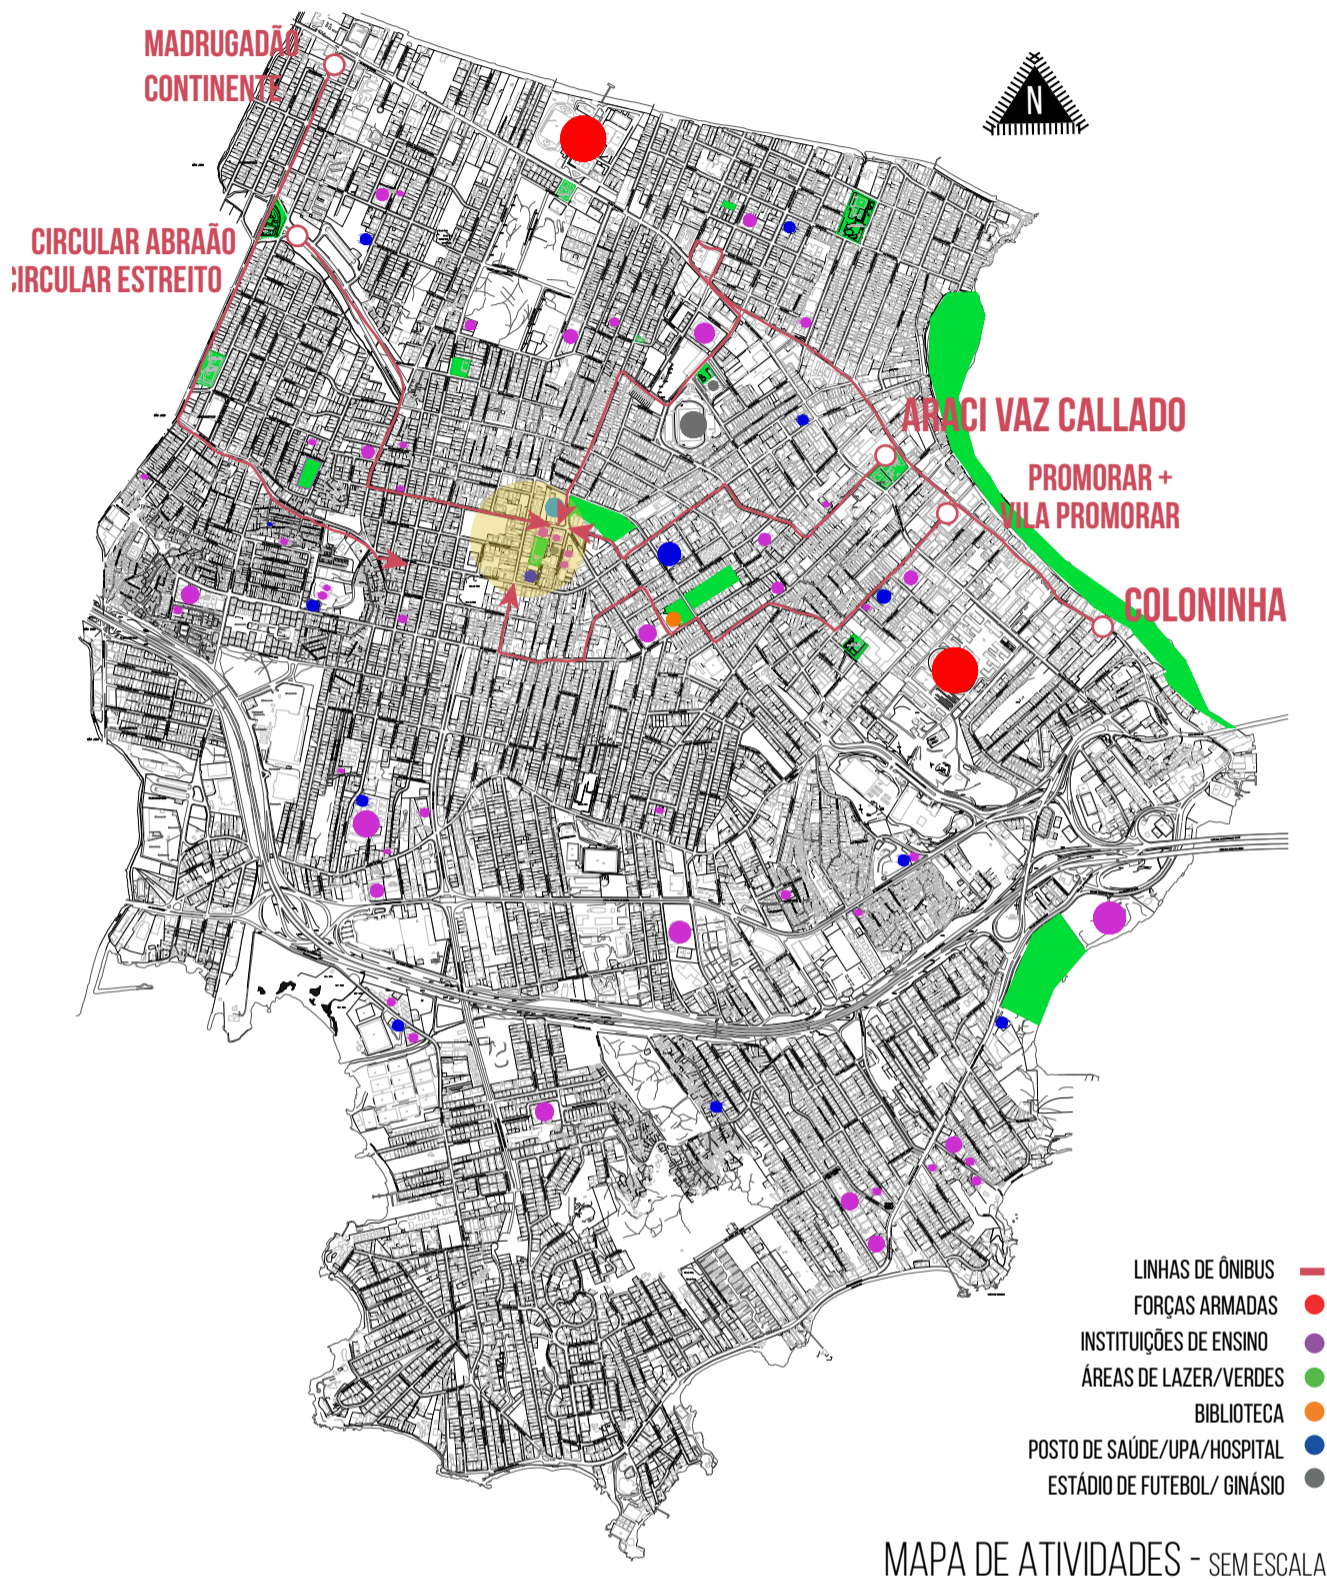 MADRUGADÃO
CONTINENTE
N
CIRCULAR ABRAÃO
CIRCULAR ESTREITO
ARACI VAZ CALLADO
PROMORAR +
VILA PROMORAR
COLONINHA
LINHAS DE ÔNIBUS
FORÇAS ARMADAS
INSTITUIÇÕES DE ENSINO
ÁREAS DE LAZER/VERDES
BIBLIOTECA
POSTO DE SAÚDE/UPA/HOSPITAL
ESTÁDIO DE FUTEBOL/ GINÁSIO
MAPA DE ATIVIDADES - SEM ESCALA